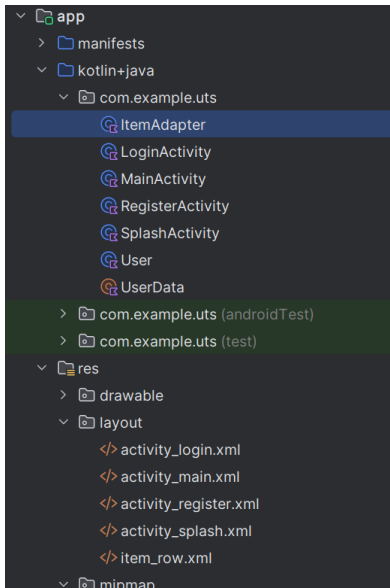 app
manifests
kotlin+java
com.example.uts
ItemAdapter
LoginActivity
MainActivity
RegisterActivity
SplashActivity
User
UserData
com.example.uts (androidTest)
com.example.uts (test)
res
drawable
layout
activity_login.xml
activity_main.xml
activity_register.xml
activity_splash.xml
item_row.xml
mipmap